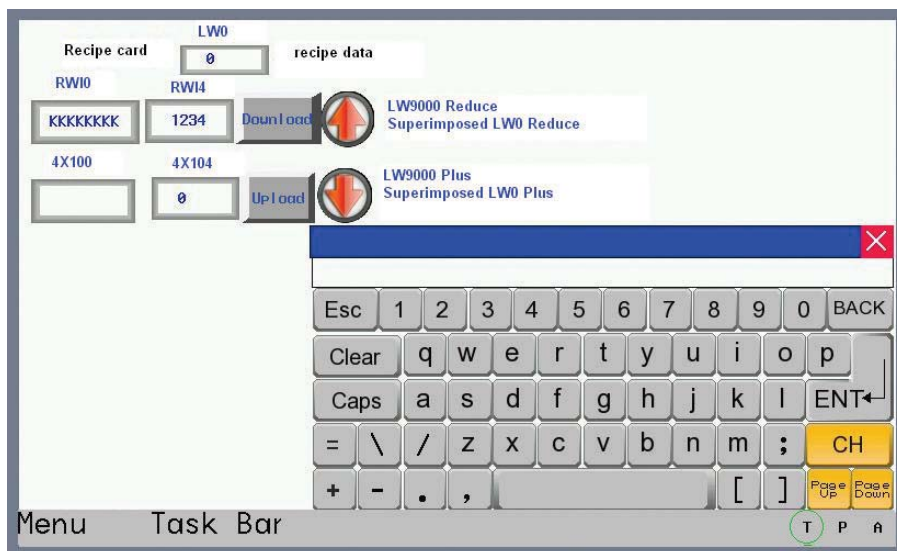 LW0
Recipe card 0 recipe data
RWI0 RWI4
KKKKKKKK 1234 Download LW9000 Reduce
Superimposed LW0 Reduce
4X100 4X104
0 Upload LW9000 Plus
Superimposed LW0 Plus
Esc 1 2 3 4 5 6 7 8 9 0 BACK
Clear q w e r t y u i o p
Caps a s d f g h j k l ENT
= \ / z x c v b n m ; CH
+ - . , [ ] Page Up Page Down
Menu Task Bar T P A